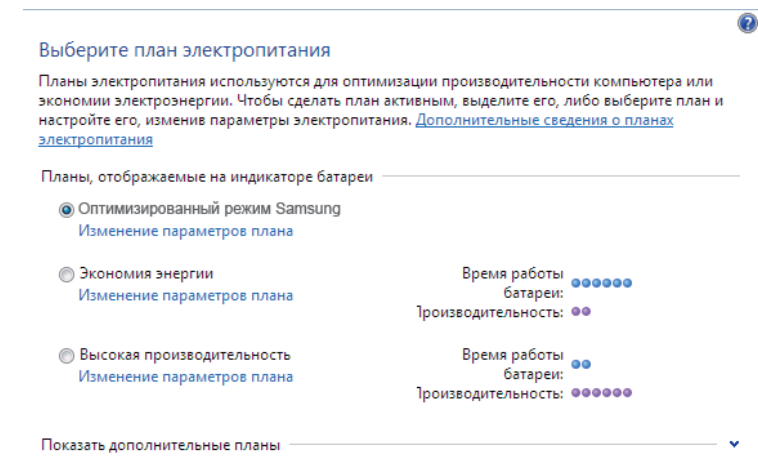 Выберите план электропитания
Планы электропитания используются для оптимизации производительности компьютера или
экономии электроэнергии. Чтобы сделать план активным, выделите его, либо выберите план и
настройте его, изменив параметры электропитания. Дополнительные сведения о планах
электропитания
Планы, отображаемые на индикаторе батареи
Оптимизированный режим Samsung
Изменение параметров плана
Экономия энергии
Изменение параметров плана
Время работы
батареи:
Производительность:
Высокая производительность
Изменение параметров плана
Время работы
батареи:
Производительность:
Показать дополнительные планы